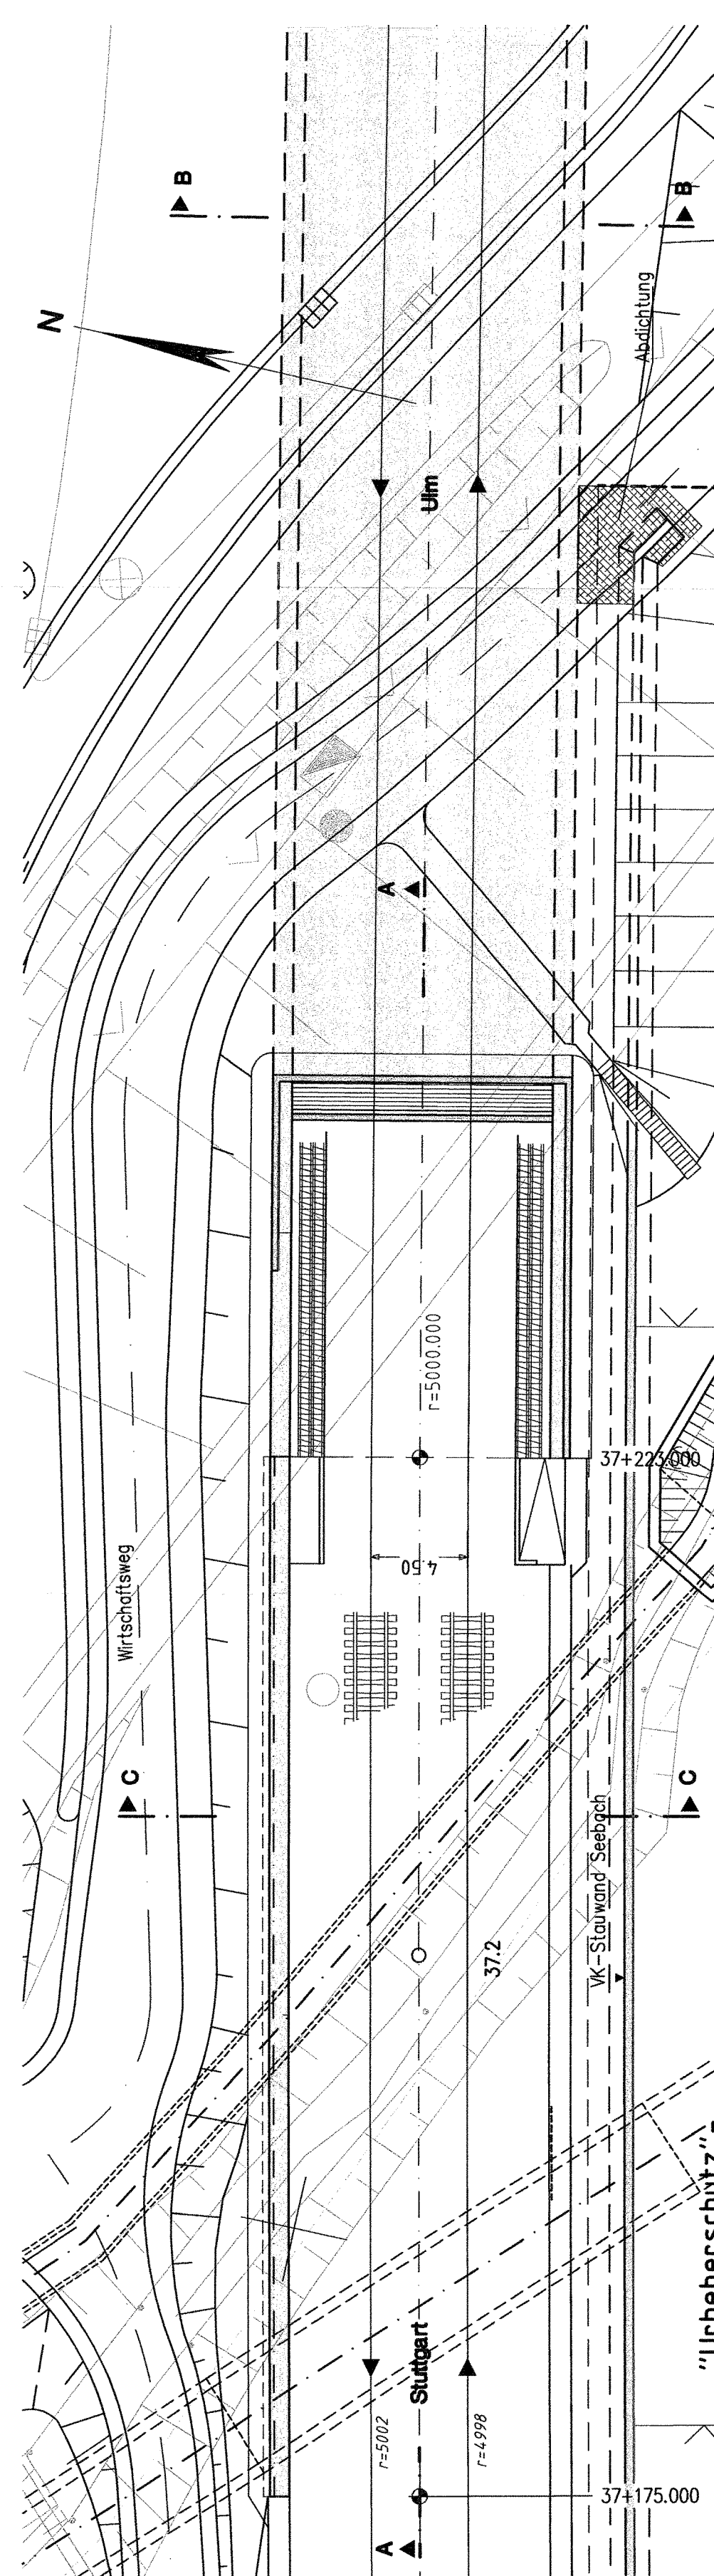 B
B
N
Abdichtung
Ulm
A
r=5000.000
37+223.000
4.50
Wirtschaftsweg
C
C
VK-Stauwand Seebach
37.2
"Urheberschutz"
Stuttgart
r=5002
r=4998
37+175.000
A